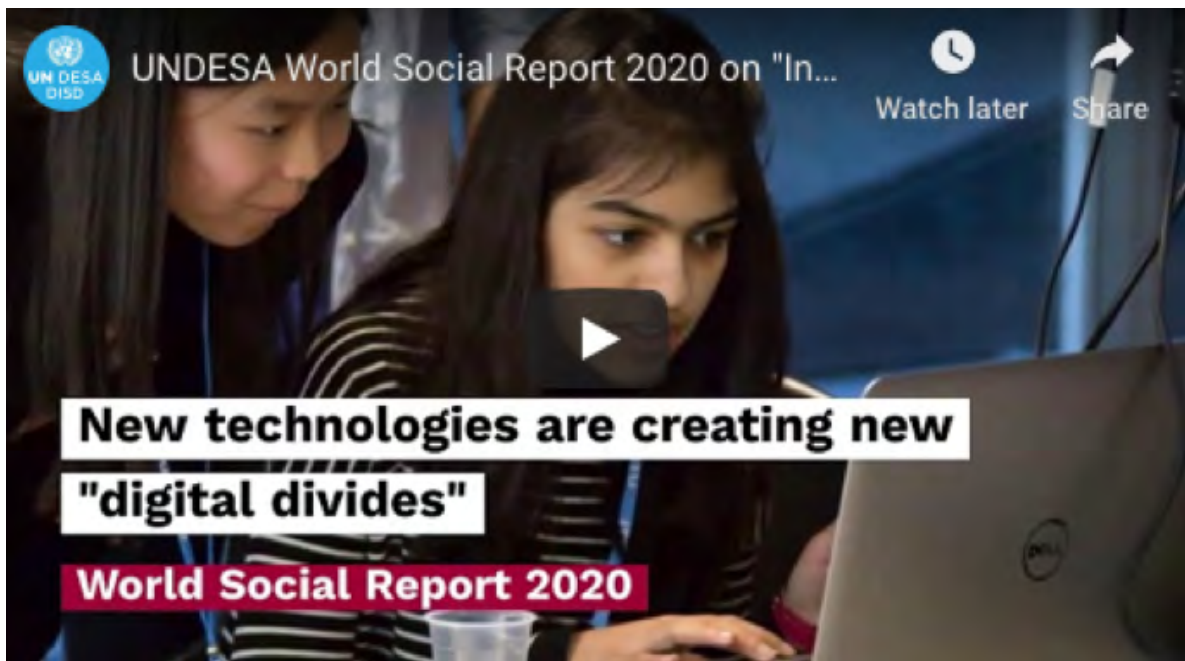 UN DESA
DISD
UNDESA World Social Report 2020 on "In...
Watch later
Share
New technologies are creating new
"digital divides"
World Social Report 2020
DELL